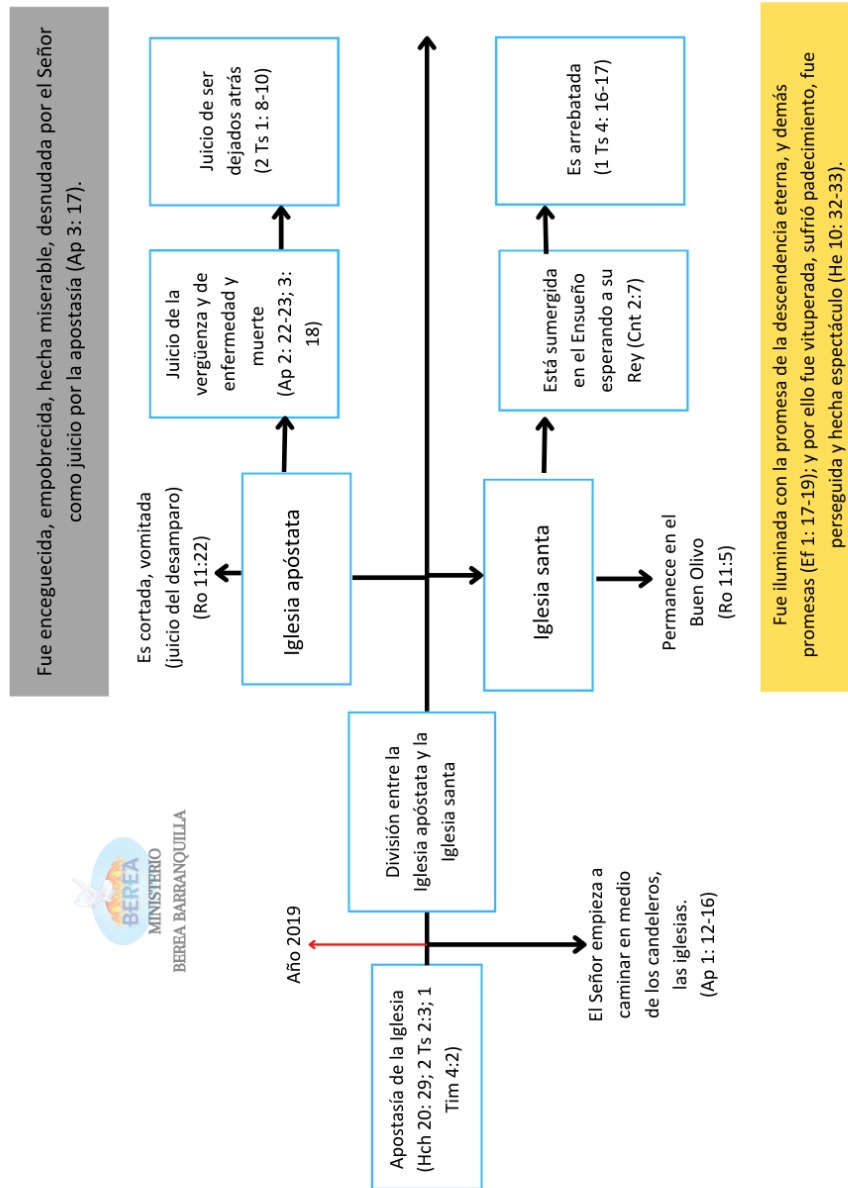 BEREA
MINISTERIO
BEREA BARRANQUILLA
Fue enceguecida, empobrecida, hecha miserable, desnudada por el Señor
como juicio por la apostasía (Ap 3: 17).
Año 2019
Apostasía de la Iglesia
(Hch 20: 29; 2 Ts 2:3; 1
Tim 4:2)
El Señor empieza a
caminar en medio
de los candeleros,
las iglesias.
(Ap 1: 12-16)
División entre la
Iglesia apóstata y la
Iglesia santa
Es cortada, vomitada
(juicio del desamparo)
(Ro 11:22)
Iglesia apóstata
Juicio de la
vergüenza y de
enfermedad y
muerte
(Ap 2: 22-23; 3:
18)
Juicio de ser
dejados atrás
(2 Ts 1: 8-10)
Iglesia santa
Permanece en el
Buen Olivo
(Ro 11:5)
Está sumergida
en el Ensueño
esperando a su
Rey (Cnt 2:7)
Es arrebatada
(1 Ts 4: 16-17)
Fue iluminada con la promesa de la descendencia eterna, y demás
promesas (Ef 1: 17-19); y por ello fue vituperada, sufrió padecimiento, fue
perseguida y hecha espectáculo (He 10: 32-33).